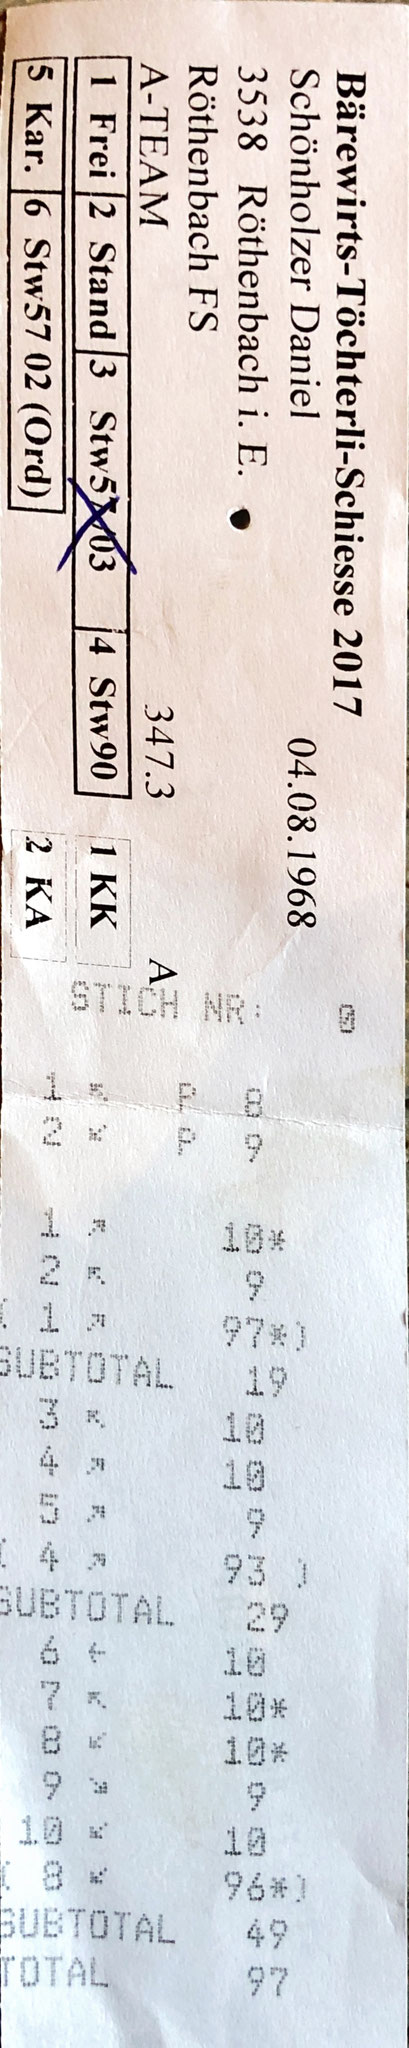 Bärewirts-Töchterli-Schiesse 2017
Schönholzer Daniel 04.08.1968
3538 Röthenbach i. E.
Röthenbach FS
A-TEAM 347.3 A
1 Frei 2 Stand 3 Stw57 03 4 Stw90 1 KK
5 Kar. 6 Stw57 02 (Ord) 2 KA
STICH NR:
1 P 8
2 P 9
1 10*
2 9
( 1 97*)
SUBTOTAL 19
3 10
4 10
5 9
( 4 93 )
SUBTOTAL 29
6 ← 10
7 10*
8 10*
9 9
10 10
( 8 96*)
SUBTOTAL 49
TOTAL 97